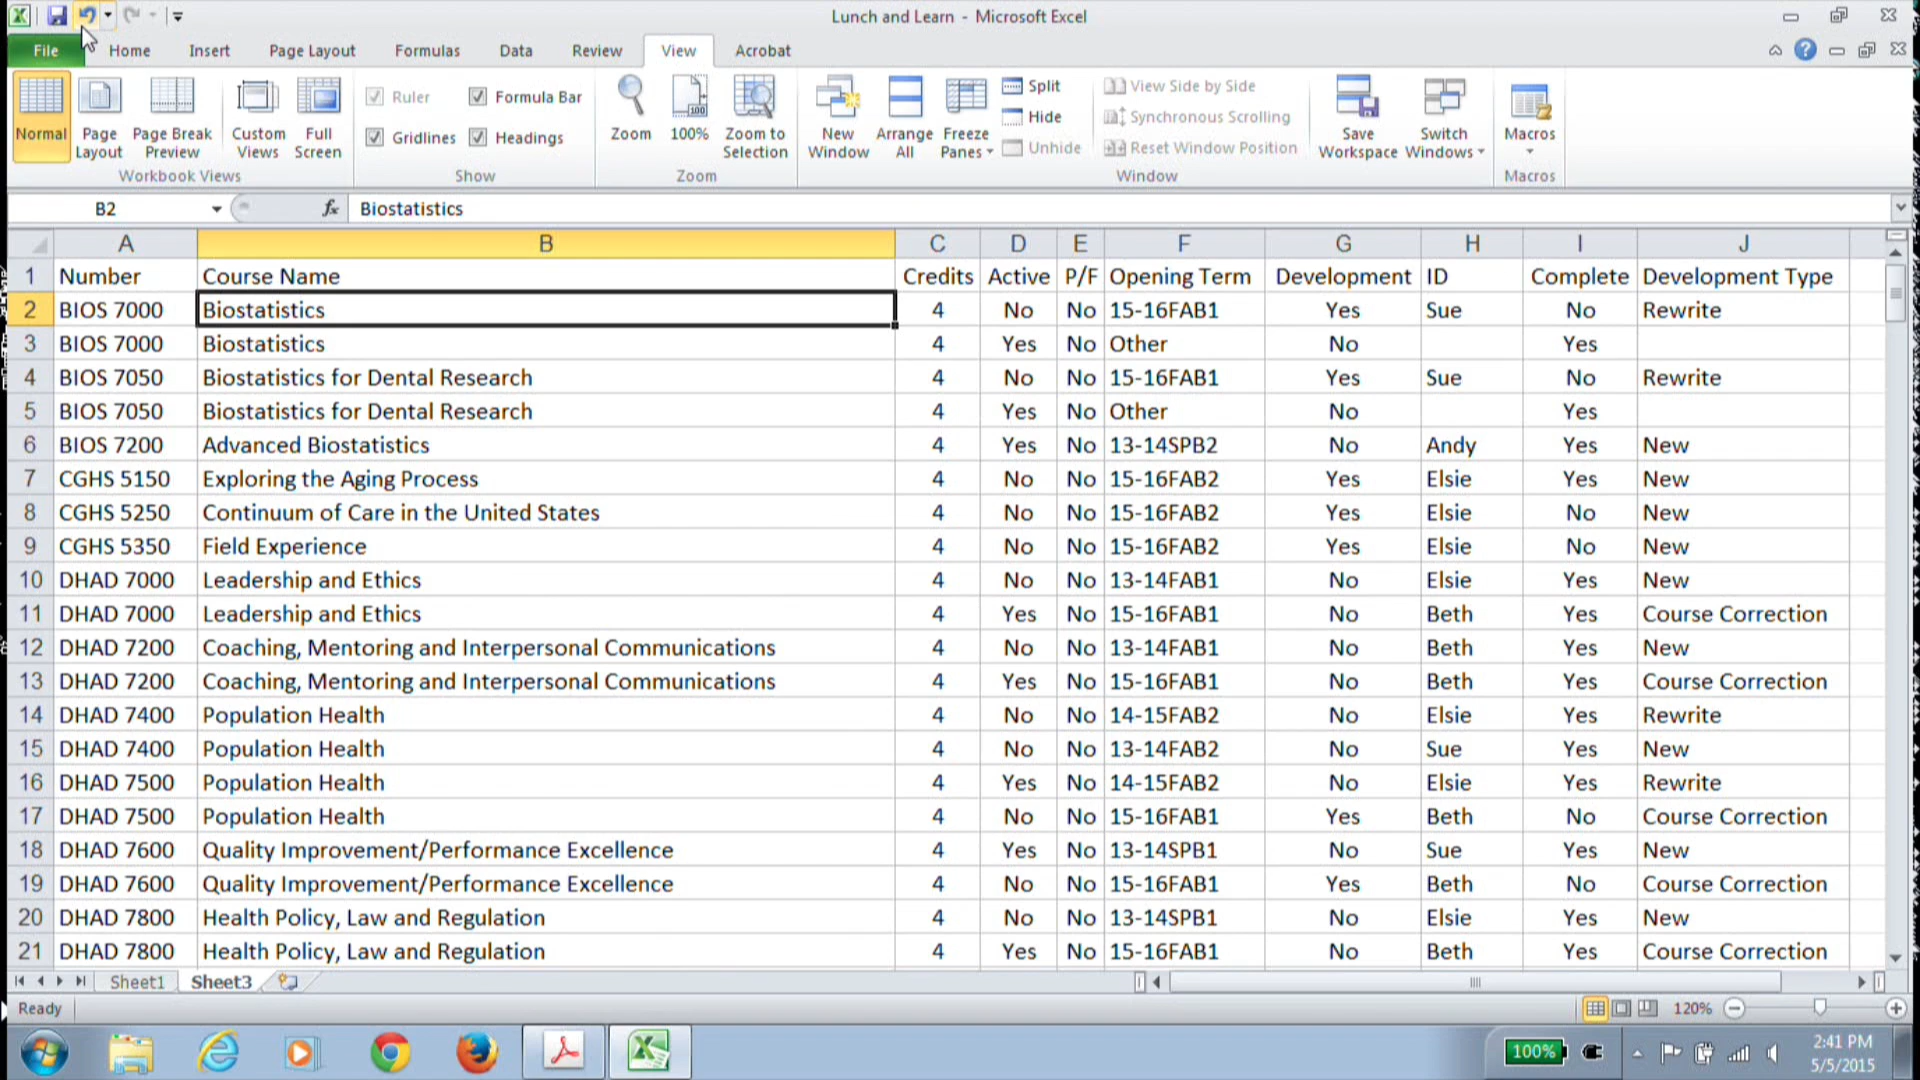 Lunch and Learn - Microsoft Excel
File Home Insert Page Layout Formulas Data Review View Acrobat
Normal
Page Layout
Page Break Preview
Custom Views
Full Screen
Workbook Views
Ruler
Formula Bar
Gridlines
Headings
Show
Zoom
100%
Zoom to Selection
Zoom
New Window
Arrange All
Freeze Panes
Split
Hide
Unhide
View Side by Side
Synchronous Scrolling
Reset Window Position
Window
Save Workspace
Switch Windows
Macros
Macros
B2 fx Biostatistics
A B C D E F G H I J
1 Number Course Name Credits Active P/F Opening Term Development ID Complete Development Type
2 BIOS 7000 Biostatistics 4 No No 15-16FAB1 Yes Sue No Rewrite
3 BIOS 7000 Biostatistics 4 Yes No Other No Yes
4 BIOS 7050 Biostatistics for Dental Research 4 No No 15-16FAB1 Yes Sue No Rewrite
5 BIOS 7050 Biostatistics for Dental Research 4 Yes No Other No Yes
6 BIOS 7200 Advanced Biostatistics 4 Yes No 13-14SPB2 No Andy Yes New
7 CGHS 5150 Exploring the Aging Process 4 No No 15-16FAB2 Yes Elsie Yes New
8 CGHS 5250 Continuum of Care in the United States 4 No No 15-16FAB2 Yes Elsie No New
9 CGHS 5350 Field Experience 4 No No 15-16FAB2 Yes Elsie No New
10 DHAD 7000 Leadership and Ethics 4 No No 13-14FAB1 No Elsie Yes New
11 DHAD 7000 Leadership and Ethics 4 Yes No 15-16FAB1 No Beth Yes Course Correction
12 DHAD 7200 Coaching, Mentoring and Interpersonal Communications 4 No No 13-14FAB1 No Beth Yes New
13 DHAD 7200 Coaching, Mentoring and Interpersonal Communications 4 Yes No 15-16FAB1 No Beth Yes Course Correction
14 DHAD 7400 Population Health 4 No No 14-15FAB2 No Elsie Yes Rewrite
15 DHAD 7400 Population Health 4 No No 13-14FAB2 No Sue Yes New
16 DHAD 7500 Population Health 4 Yes No 14-15FAB2 No Elsie Yes Rewrite
17 DHAD 7500 Population Health 4 No No 15-16FAB1 Yes Beth No Course Correction
18 DHAD 7600 Quality Improvement/Performance Excellence 4 Yes No 13-14SPB1 No Sue Yes New
19 DHAD 7600 Quality Improvement/Performance Excellence 4 No No 15-16FAB1 Yes Beth No Course Correction
20 DHAD 7800 Health Policy, Law and Regulation 4 No No 13-14SPB1 No Elsie Yes New
21 DHAD 7800 Health Policy, Law and Regulation 4 Yes No 15-16FAB1 No Beth Yes Course Correction
Sheet1 Sheet3
Ready 120%
100% 2:41 PM
5/5/2015